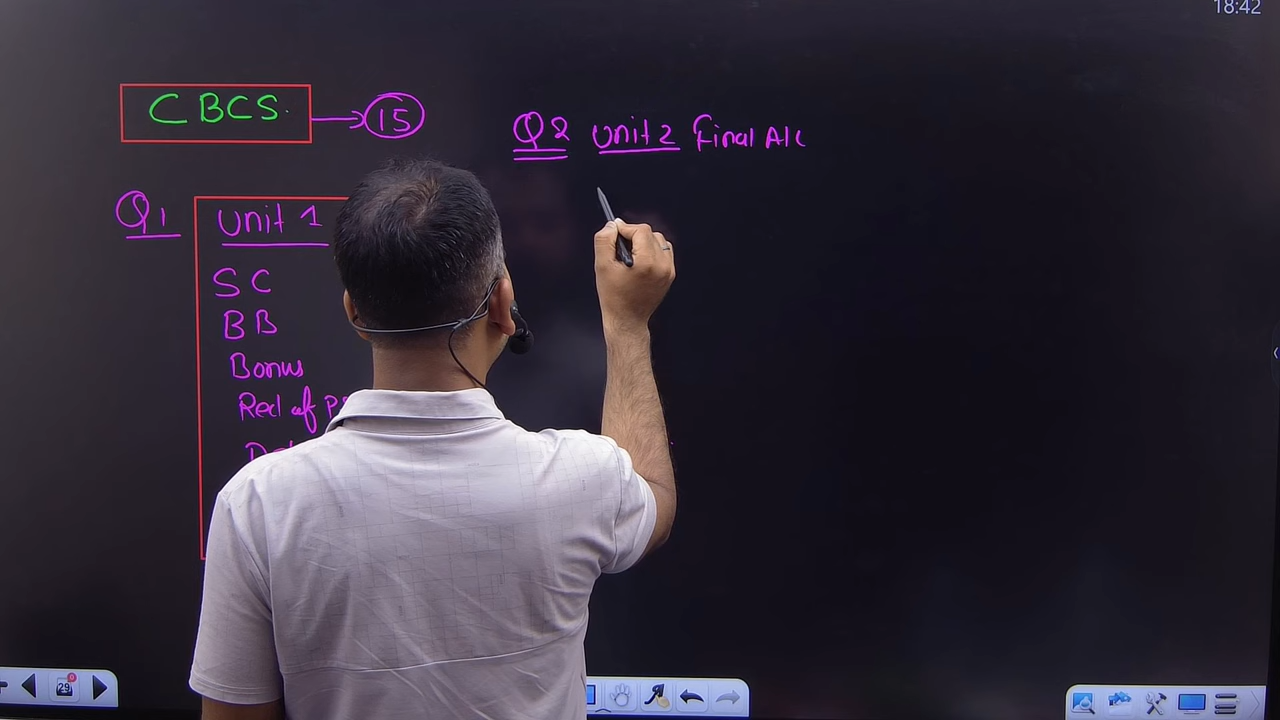 18:42
CBCS. 15
Q1 Unit 1
SC
BB
Bonus
Red of
Q2 Unit 2 Final A/c
29